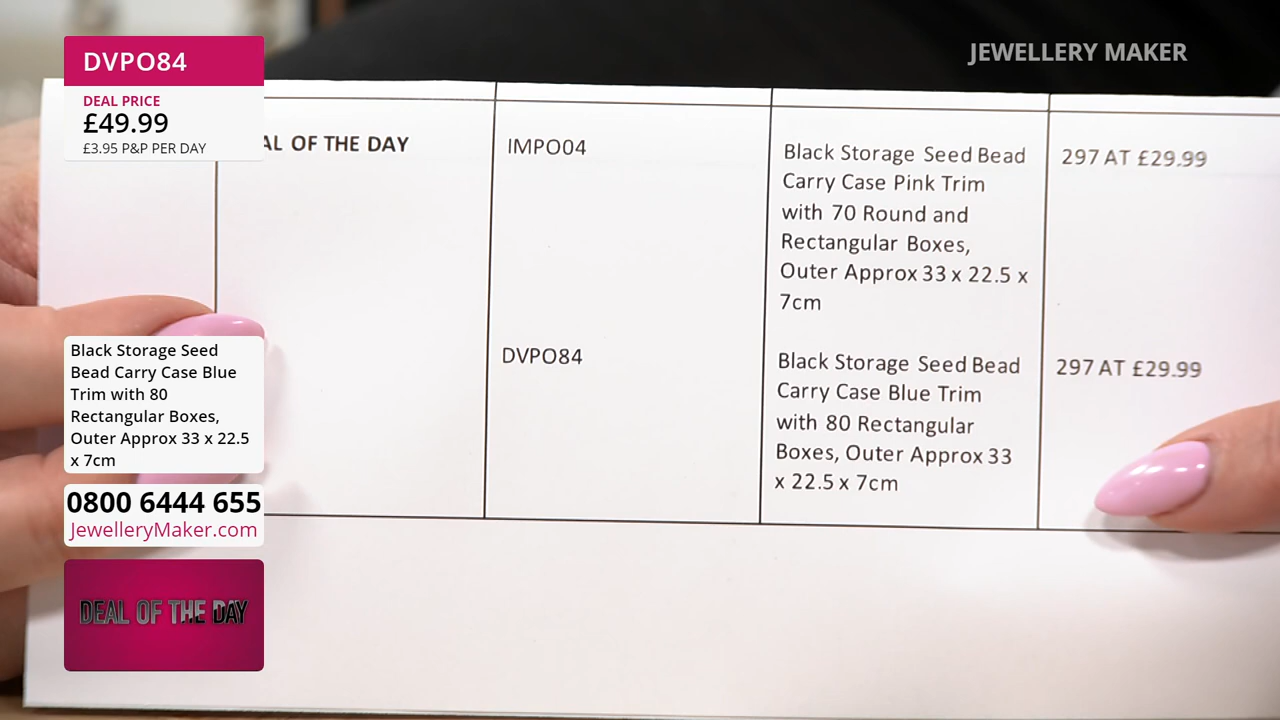 DVPO84
DEAL PRICE
£49.99
£3.95 P&P PER DAY
JEWELLERY MAKER
AL OF THE DAY
IMPO04
Black Storage Seed Bead
Carry Case Pink Trim
with 70 Round and
Rectangular Boxes,
Outer Approx 33 x 22.5 x
7cm
297 AT £29.99
DVPO84
Black Storage Seed Bead
Carry Case Blue Trim
with 80 Rectangular
Boxes, Outer Approx 33
x 22.5 x 7cm
297 AT £29.99
Black Storage Seed
Bead Carry Case Blue
Trim with 80
Rectangular Boxes,
Outer Approx 33 x 22.5
x 7cm
0800 6444 655
JewelleryMaker.com
DEAL OF THE DAY